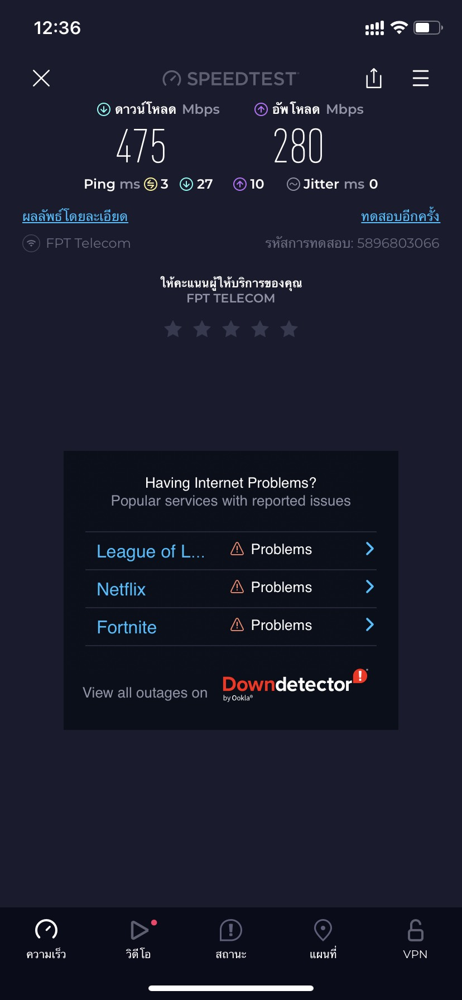 12:36
SPEEDTEST
ดาวน์โหลด Mbps
อัพโหลด Mbps
475
280
Ping ms 3 27 10 Jitter ms 0
ผลลัพธ์โดยละเอียด
ทดสอบอีกครั้ง
FPT Telecom
รหัสการทดสอบ: 5896803066
ให้คะแนนผู้ให้บริการของคุณ
FPT TELECOM
Having Internet Problems?
Popular services with reported issues
League of L... Problems
Netflix Problems
Fortnite Problems
View all outages on Downdetector
by Ookla®
ความเร็ว
วิดีโอ
สถานะ
แผนที่
VPN